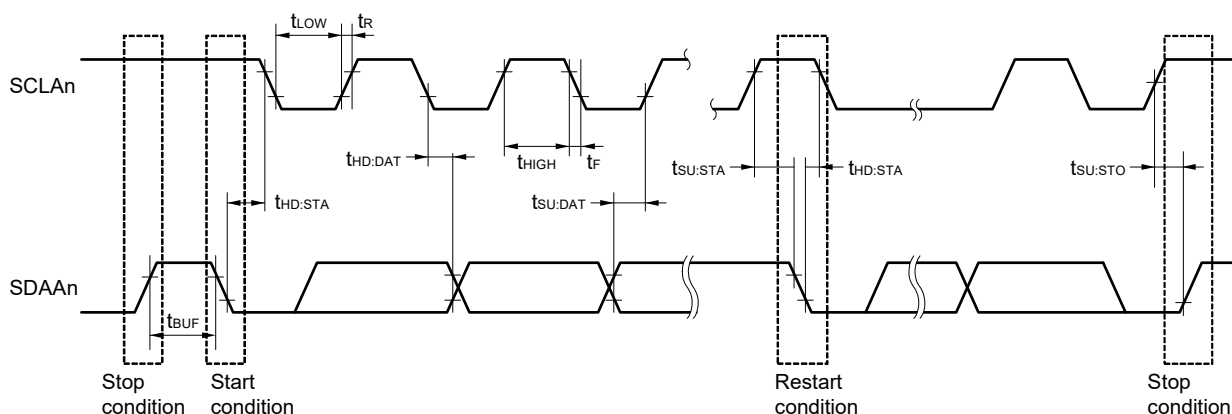 tLOW tR
SCLAn
tHD:DAT tHIGH tF tSU:STA tHD:STA tSU:STO
tHD:STA tSU:DAT
SDAAn
tBUF
Stop condition
Start condition
Restart condition
Stop condition